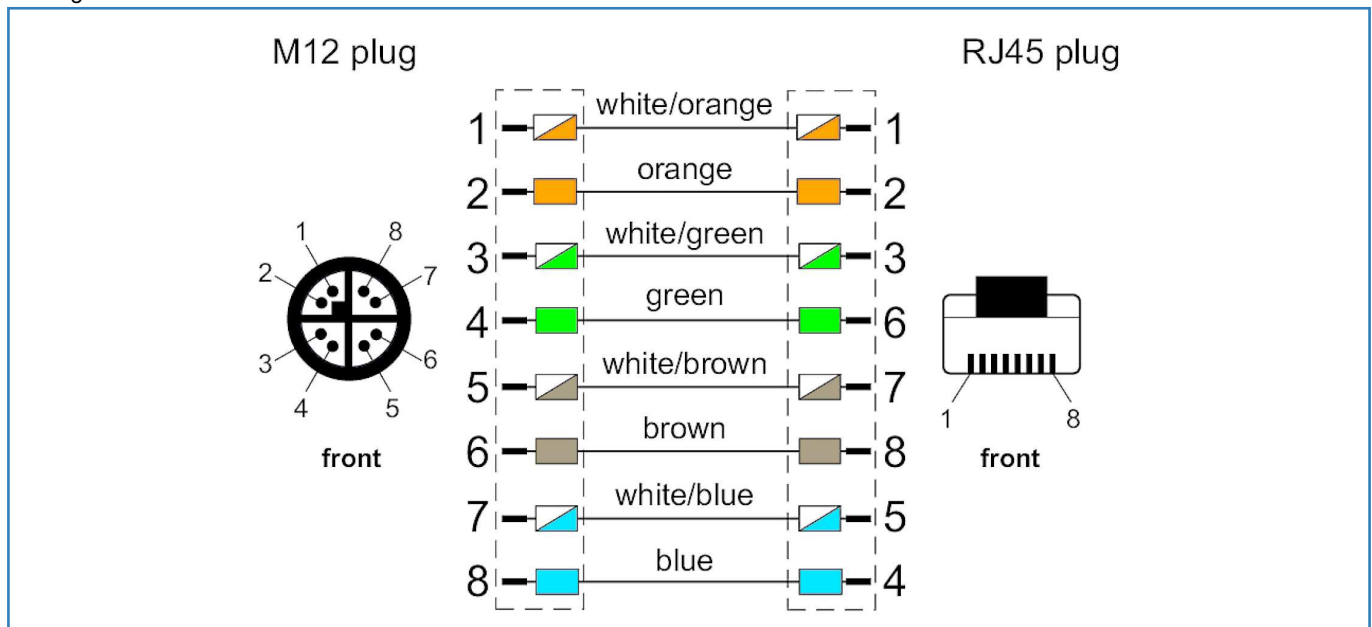 M12 plug
RJ45 plug
1 white/orange 1
2 orange 2
3 white/green 3
4 green 6
5 white/brown 7
6 brown 8
7 white/blue 5
8 blue 4
1 8
2 7
3 6
4 5
front
1 8
front